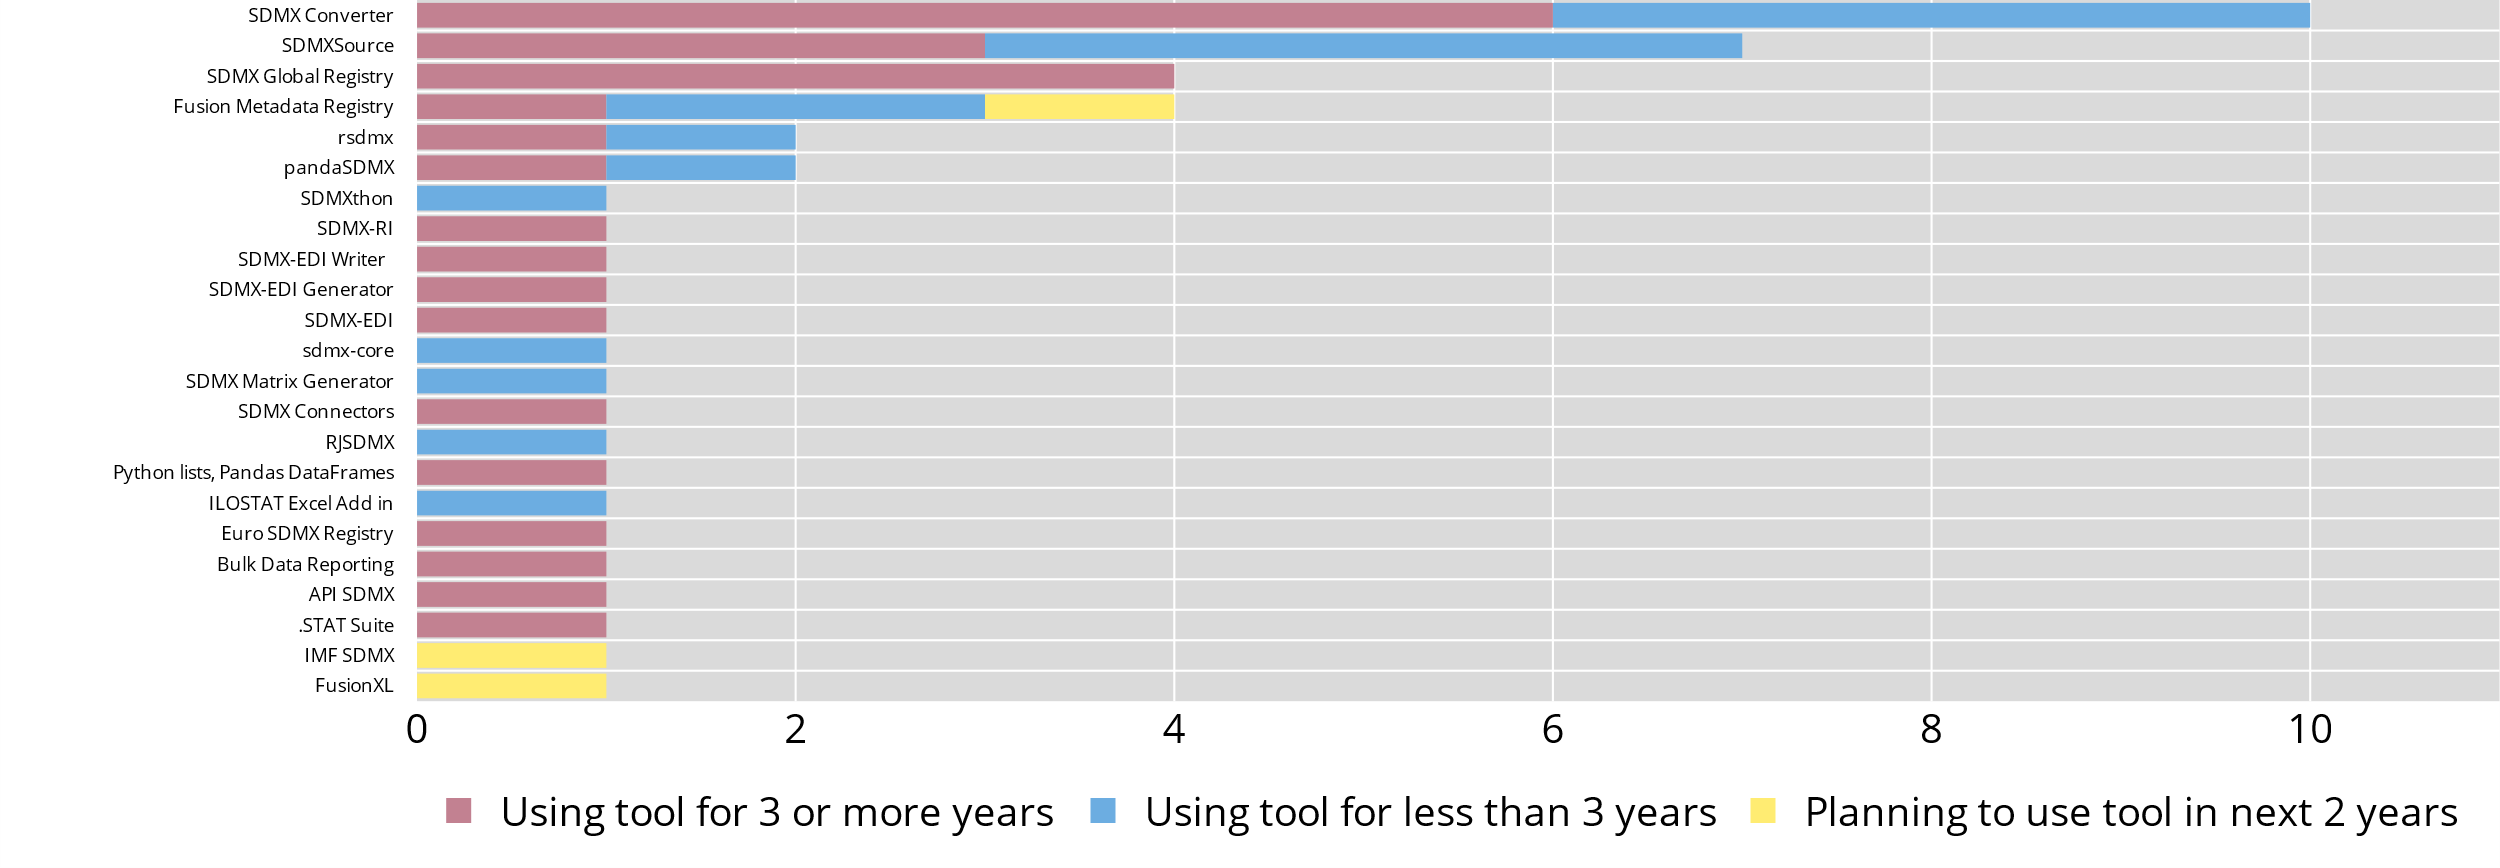 SDMX Converter
SDMXSource
SDMX Global Registry
Fusion Metadata Registry
rsdmx
pandaSDMX
SDMXthon
SDMX-RI
SDMX-EDI Writer
SDMX-EDI Generator
SDMX-EDI
sdmx-core
SDMX Matrix Generator
SDMX Connectors
RJSDMX
Python lists, Pandas DataFrames
ILOSTAT Excel Add in
Euro SDMX Registry
Bulk Data Reporting
API SDMX
.STAT Suite
IMF SDMX
FusionXL
0 2 4 6 8 10
Using tool for 3 or more years Using tool for less than 3 years Planning to use tool in next 2 years